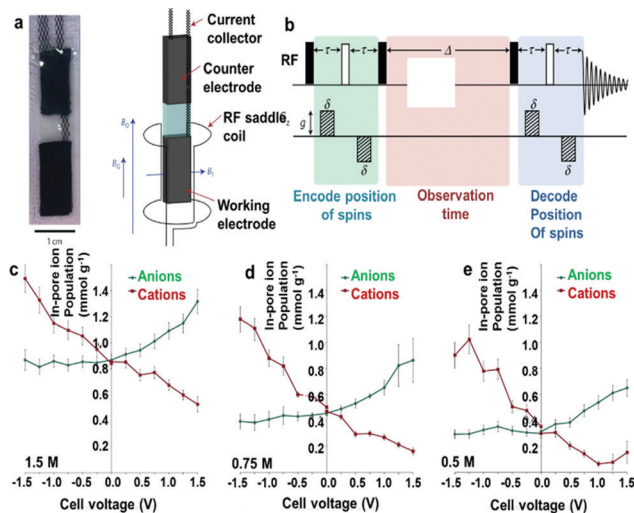 a
Current
collector
Counter
electrode
RF saddle
coil
Working
electrode
B₀
B_G
B₁
1cm
b
RF
τ
τ
Δ
τ
τ
g
δ
δ
δ
δ
Encode position
of spins
Observation
time
Decode
Position
Of spins
c
In-pore ion
Population
(mmol g⁻¹)
Anions
Cations
1.4
1.2
1.0
0.8
0.6
0.4
0.2
1.5 M
-1.5 -1.0 -0.5 0.0 0.5 1.0 1.5
Cell voltage (V)
d
In-pore ion
Population
(mmol g⁻¹)
Anions
Cations
1.4
1.2
1.0
0.8
0.6
0.4
0.2
0.75 M
-1.5 -1.0 -0.5 0.0 0.5 1.0 1.5
Cell voltage (V)
e
In-pore ion
Population
(mmol g⁻¹)
Anions
Cations
1.4
1.2
1.0
0.8
0.6
0.4
0.2
0.5 M
-1.5 -1.0 -0.5 0 0.5 1.0 1.5
Cell voltage (V)